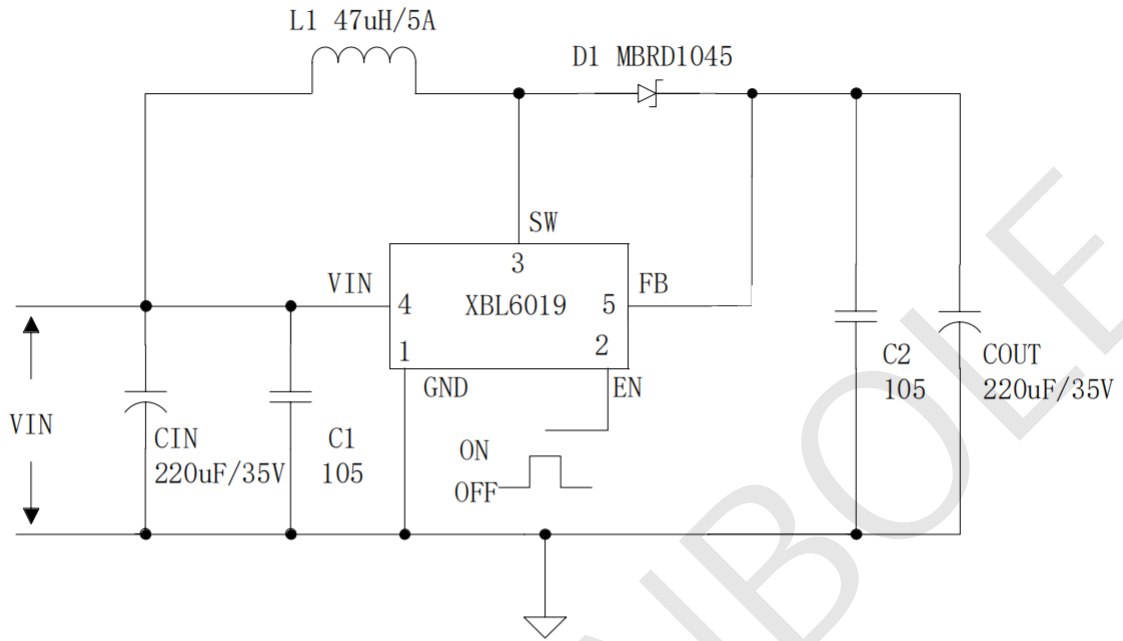 L1 47uH/5A
D1 MBRD1045
SW
3
VIN
4
XBL6019
5
FB
1
2
GND
EN
VIN
CIN
220uF/35V
C1
105
ON
OFF
C2
105
COUT
220uF/35V